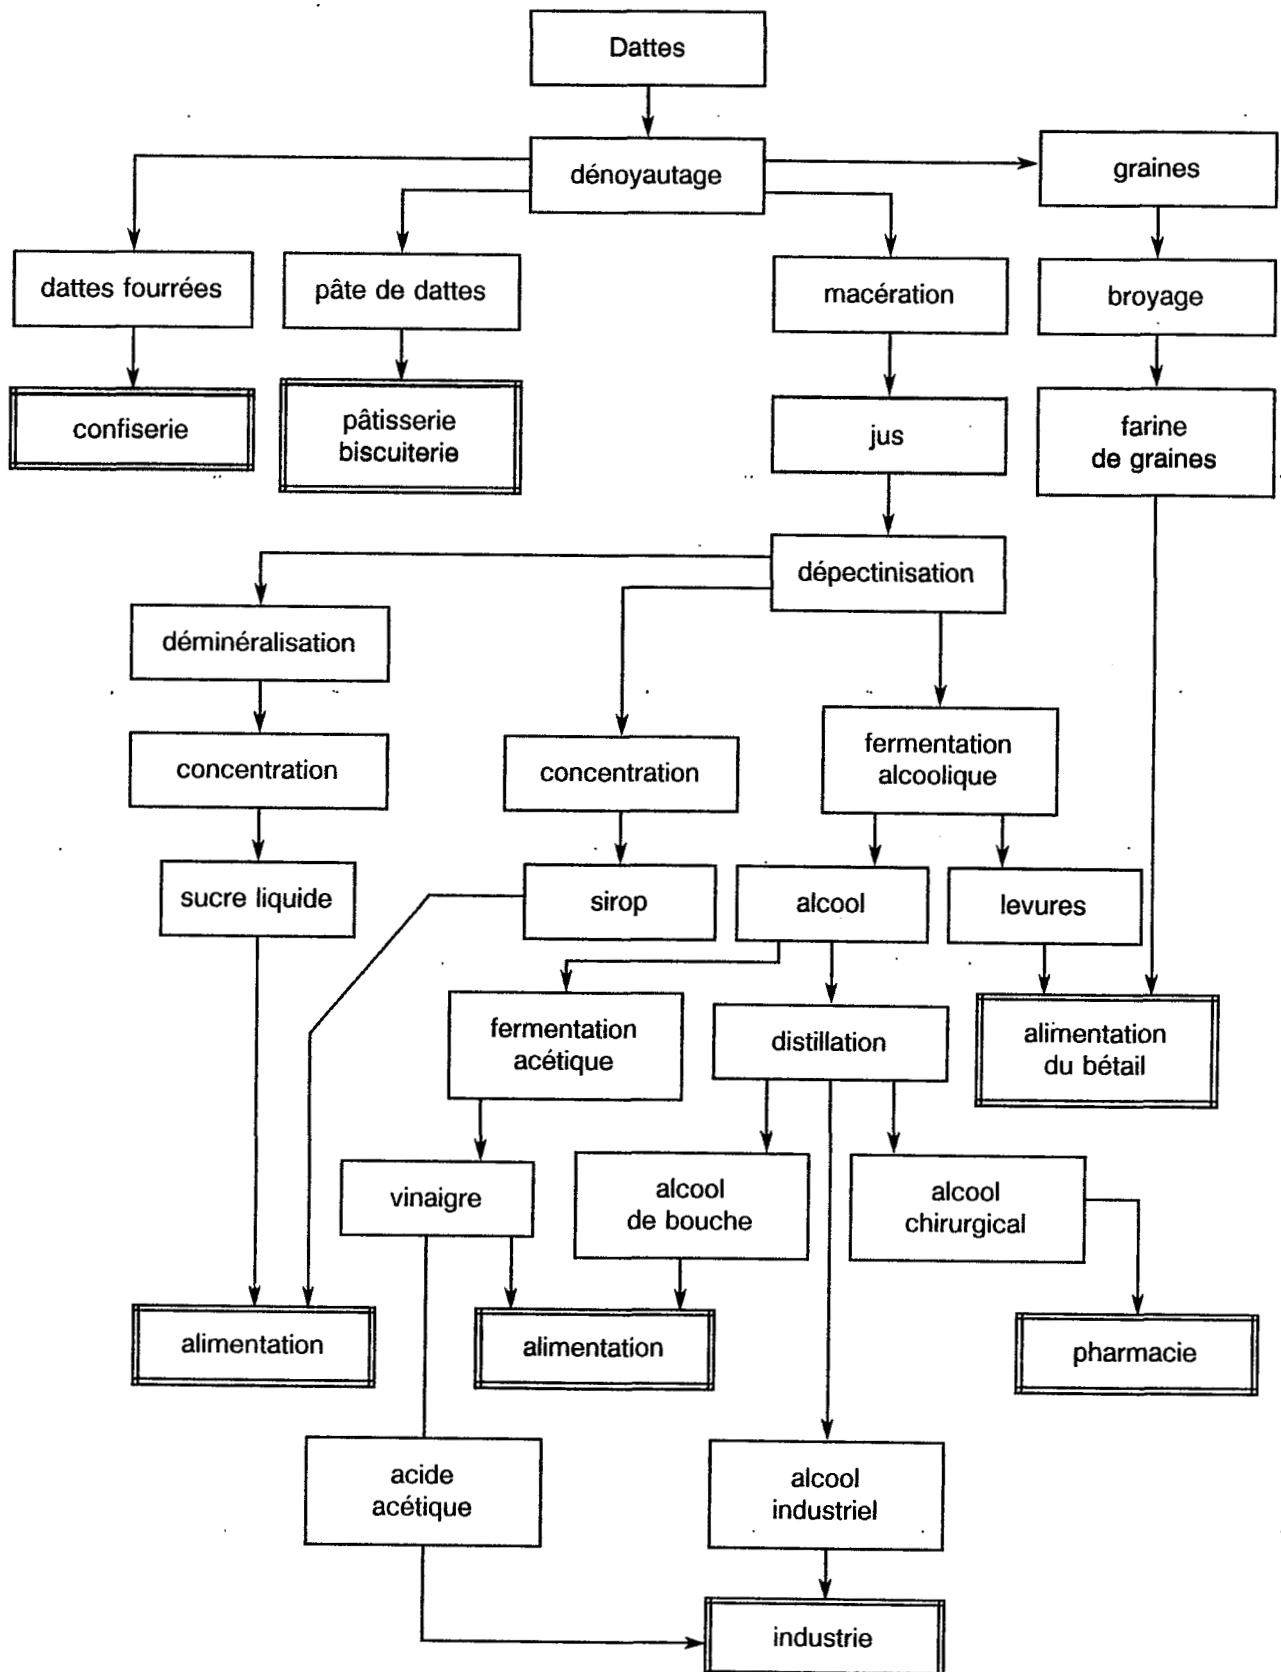 Dattes
dénoyautage
graines
dattes fourrées
pâte de dattes
macération
broyage
confiserie
pâtisserie
biscuiterie
jus
farine
de graines
dépectinisation
déminéralisation
fermentation
alcoolique
concentration
concentration
sucre liquide
sirop
alcool
levures
fermentation
acétique
distillation
alimentation
du bétail
vinaigre
alcool
de bouche
alcool
chirurgical
alimentation
alimentation
pharmacie
acide
acétique
alcool
industriel
industrie